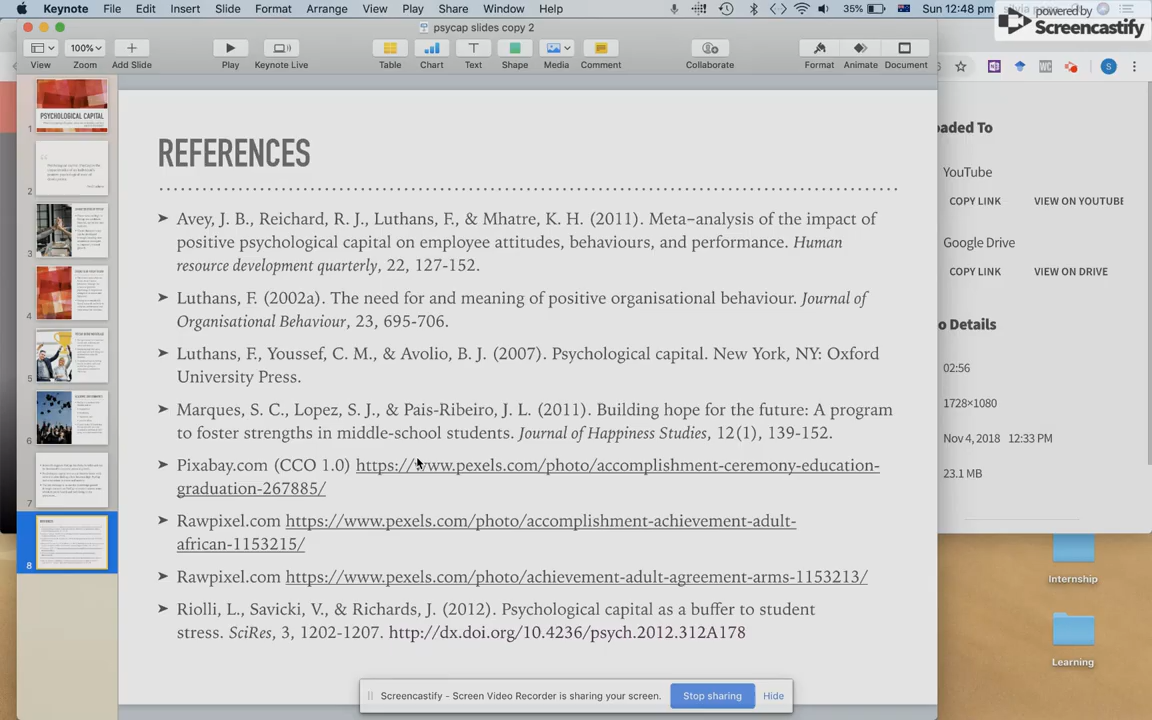 Keynote File Edit Insert Slide Format Arrange View Play Share Window Help
35% Sun 12:48 pm
powered by
Screencastify
psycap slides copy 2
100%
View Zoom Add Slide Play Keynote Live Table Chart Text Shape Media Comment Collaborate Format Animate Document
S
1
PSYCHOLOGICAL CAPITAL
2
3
4
5
6
7
8
REFERENCES
➤ Avey, J. B., Reichard, R. J., Luthans, F., & Mhatre, K. H. (2011). Meta–analysis of the impact of
positive psychological capital on employee attitudes, behaviours, and performance. Human
resource development quarterly, 22, 127-152.
➤ Luthans, F. (2002a). The need for and meaning of positive organisational behaviour. Journal of
Organisational Behaviour, 23, 695-706.
➤ Luthans, F., Youssef, C. M., & Avolio, B. J. (2007). Psychological capital. New York, NY: Oxford
University Press.
➤ Marques, S. C., Lopez, S. J., & Pais-Ribeiro, J. L. (2011). Building hope for the future: A program
to foster strengths in middle-school students. Journal of Happiness Studies, 12(1), 139-152.
➤ Pixabay.com (CCO 1.0) https://www.pexels.com/photo/accomplishment-ceremony-education-
graduation-267885/
➤ Rawpixel.com https://www.pexels.com/photo/accomplishment-achievement-adult-
african-1153215/
➤ Rawpixel.com https://www.pexels.com/photo/achievement-adult-agreement-arms-1153213/
➤ Riolli, L., Savicki, V., & Richards, J. (2012). Psychological capital as a buffer to student
stress. SciRes, 3, 1202-1207. http://dx.doi.org/10.4236/psych.2012.312A178
aded To
YouTube
COPY LINK VIEW ON YOUTUBE
Google Drive
COPY LINK VIEW ON DRIVE
o Details
02:56
1728×1080
Nov 4, 2018 12:33 PM
23.1 MB
Internship
Learning
Screencastify - Screen Video Recorder is sharing your screen. Stop sharing Hide